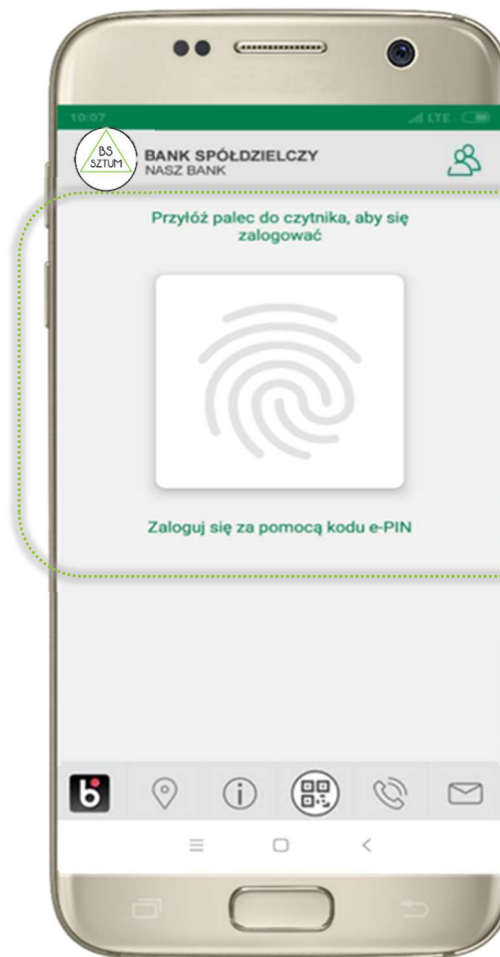 10:07
LTE
BS
SZTUM
BANK SPÓŁDZIELCZY
NASZ BANK
Przyłóż palec do czytnika, aby się
zalogować
Zaloguj się za pomocą kodu e-PIN
b